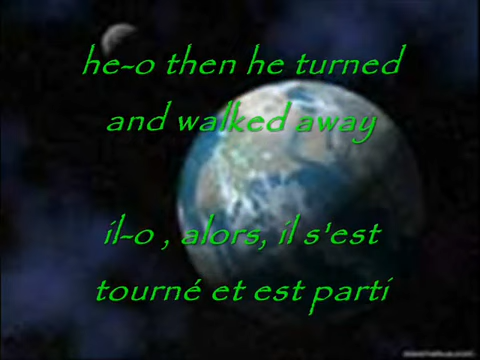 he-o then he turned
and walked away
il-o , alors, il s'est
tourné et est parti